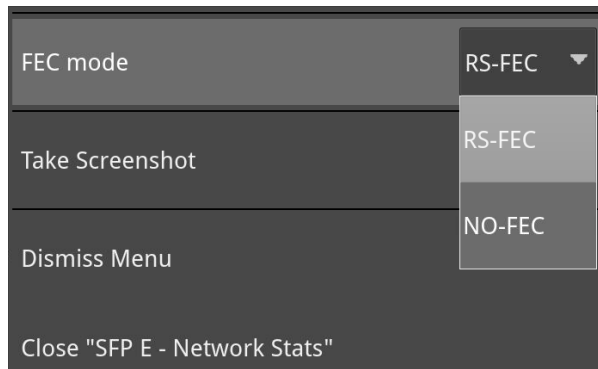 FEC mode
RS-FEC
RS-FEC
Take Screenshot
NO-FEC
Dismiss Menu
Close "SFP E - Network Stats"